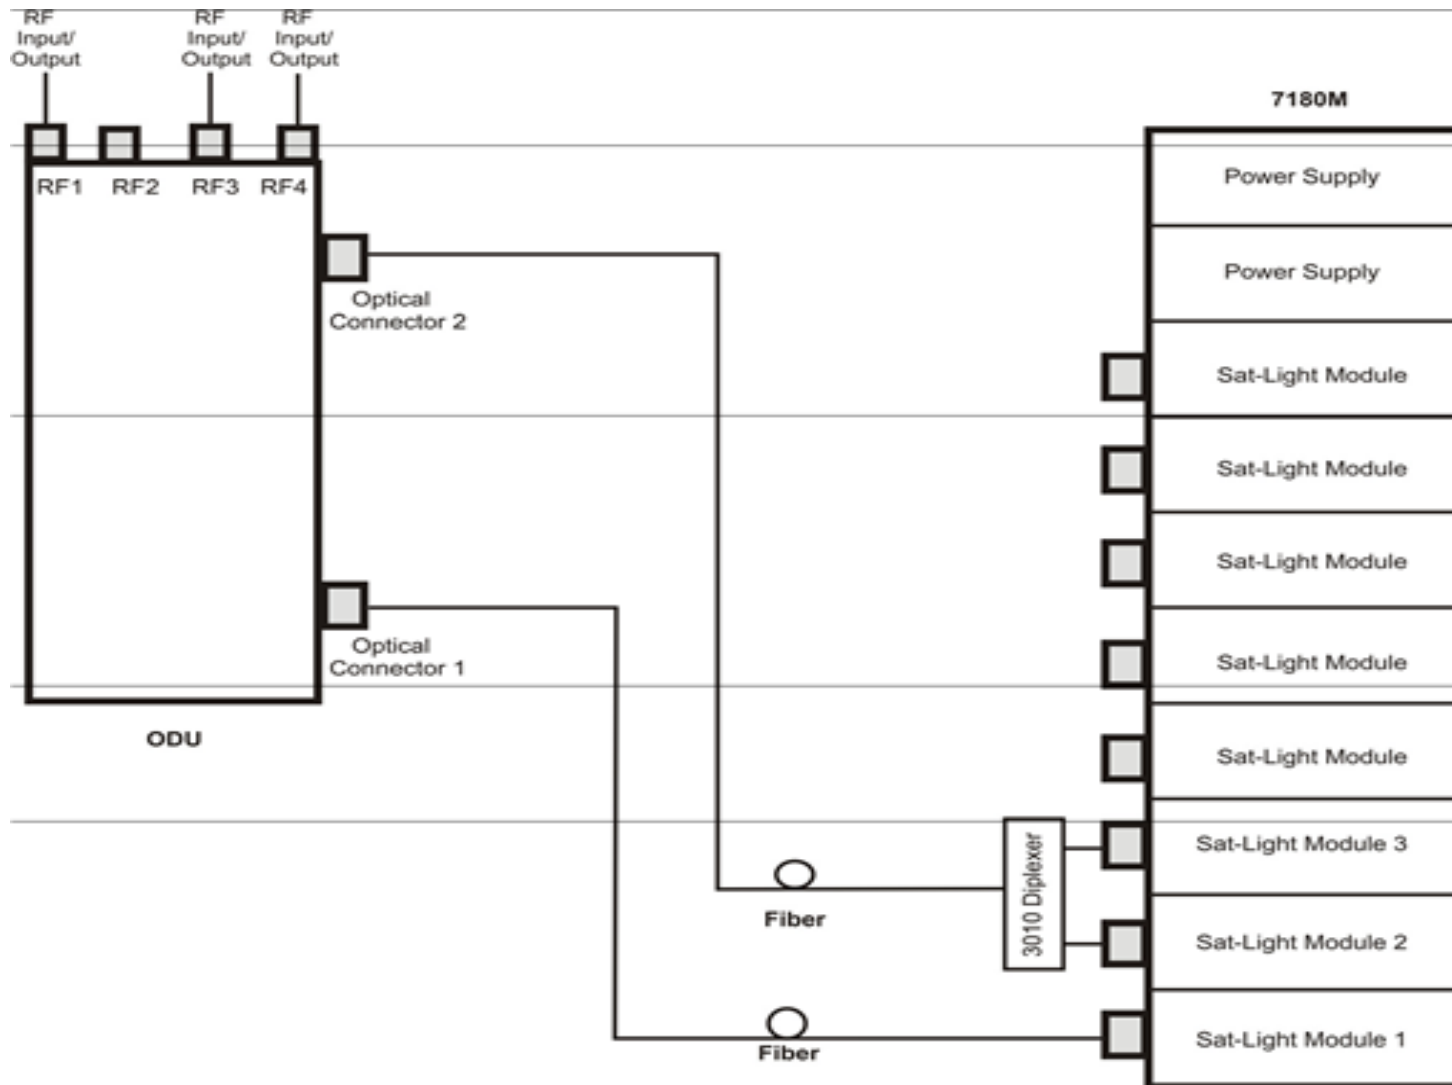 RF
Input/
Output
RF
Input/
Output
RF
Input/
Output
RF1
RF2
RF3
RF4
Optical
Connector 2
Optical
Connector 1
ODU
7180M
Power Supply
Power Supply
Sat-Light Module
Sat-Light Module
Sat-Light Module
Sat-Light Module
Sat-Light Module
Sat-Light Module 3
Sat-Light Module 2
Sat-Light Module 1
3010 Diplexer
Fiber
Fiber